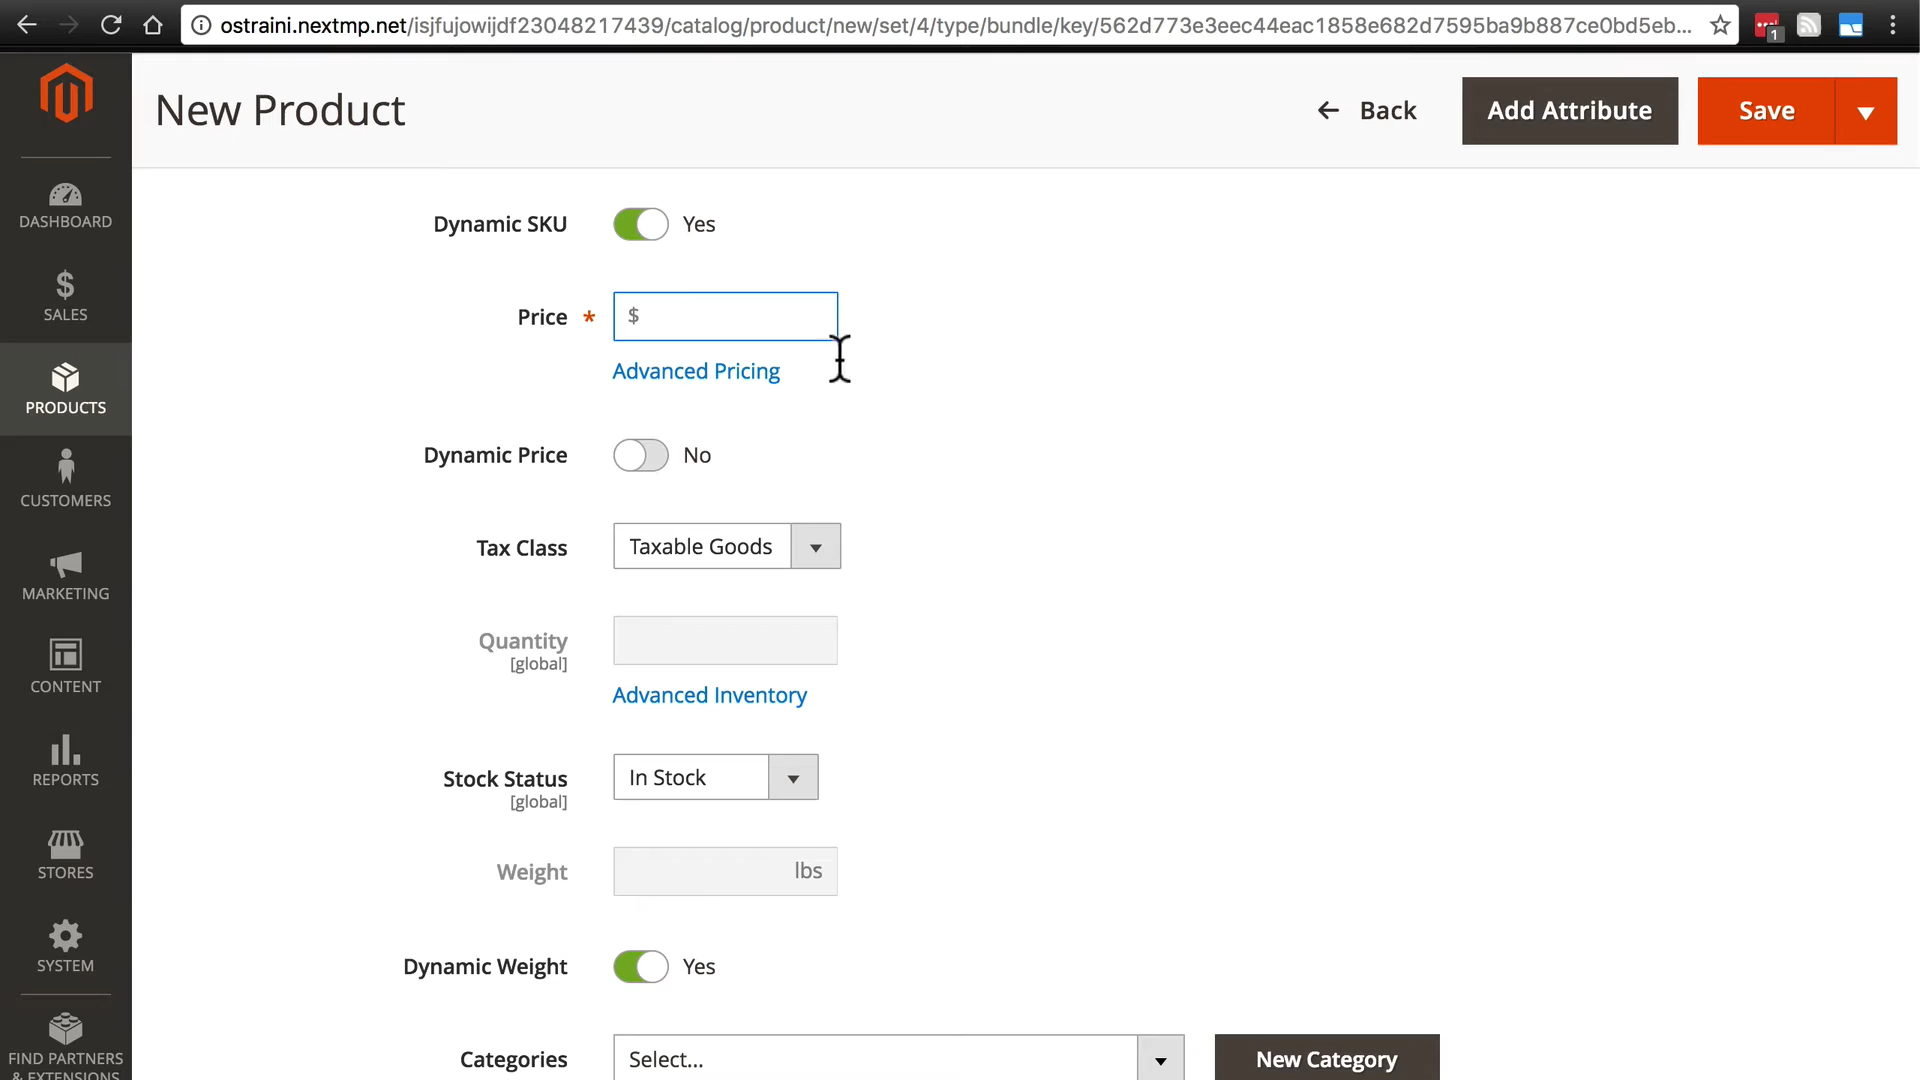 ostraini.nextmp.net/isjfujowijdf23048217439/catalog/product/new/set/4/type/bundle/key/562d773e3eec44eac1858e682d7595ba9b887ce0bd5eb...
1
New Product
Back
Add Attribute
Save
DASHBOARD
SALES
PRODUCTS
CUSTOMERS
MARKETING
CONTENT
REPORTS
STORES
SYSTEM
FIND PARTNERS
& EXTENSIONS
Dynamic SKU Yes
Price * $
Advanced Pricing
Dynamic Price No
Tax Class Taxable Goods
Quantity
[global]
Advanced Inventory
Stock Status In Stock
[global]
Weight lbs
Dynamic Weight Yes
Categories Select... New Category